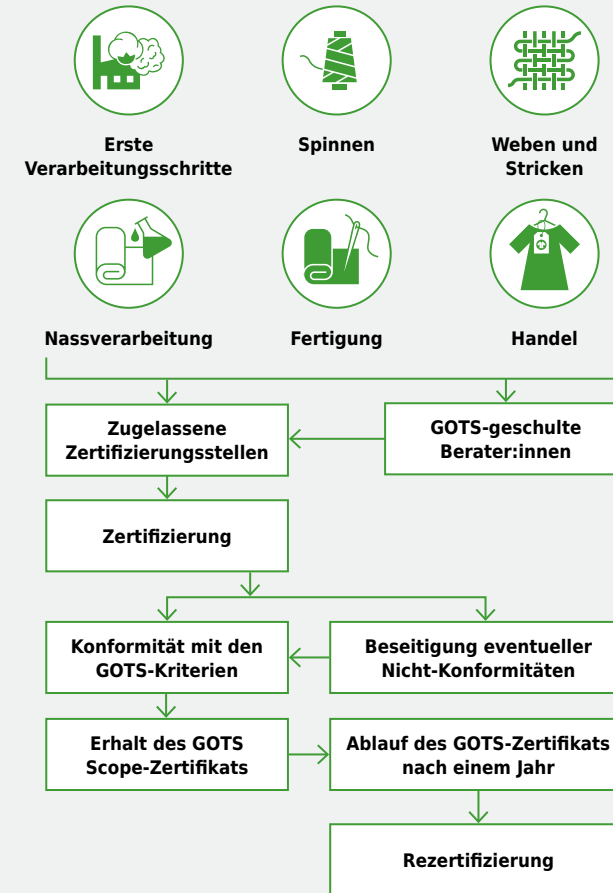 Erste
Verarbeitungsschritte
Spinnen
Weben und
Stricken
Nassverarbeitung
Fertigung
Handel
Zugelassene
Zertifizierungsstellen
GOTS-geschulte
Berater:innen
Zertifizierung
Konformität mit den
GOTS-Kriterien
Beseitigung eventueller
Nicht-Konformitäten
Erhalt des GOTS
Scope-Zertifikats
Ablauf des GOTS-Zertifikats
nach einem Jahr
Rezertifizierung